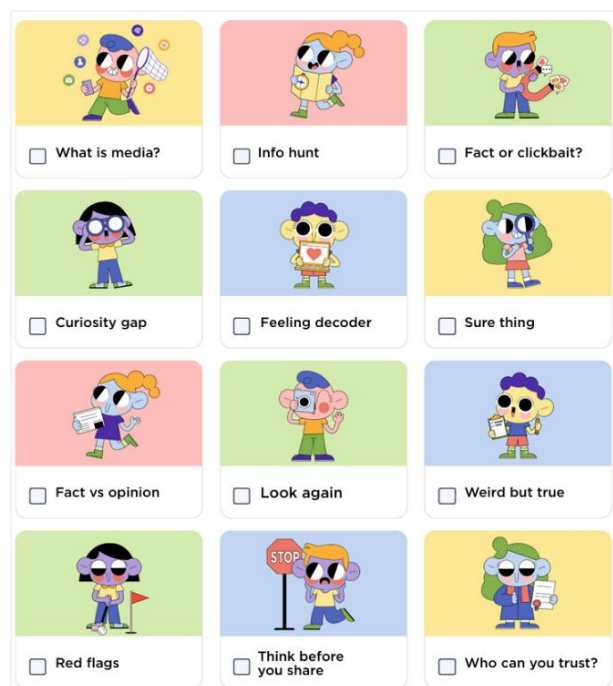 What is media?
Info hunt
Fact or clickbait?
Curiosity gap
Feeling decoder
Sure thing
Fact vs opinion
Look again
Weird but true
STOP
Red flags
Think before
you share
Who can you trust?